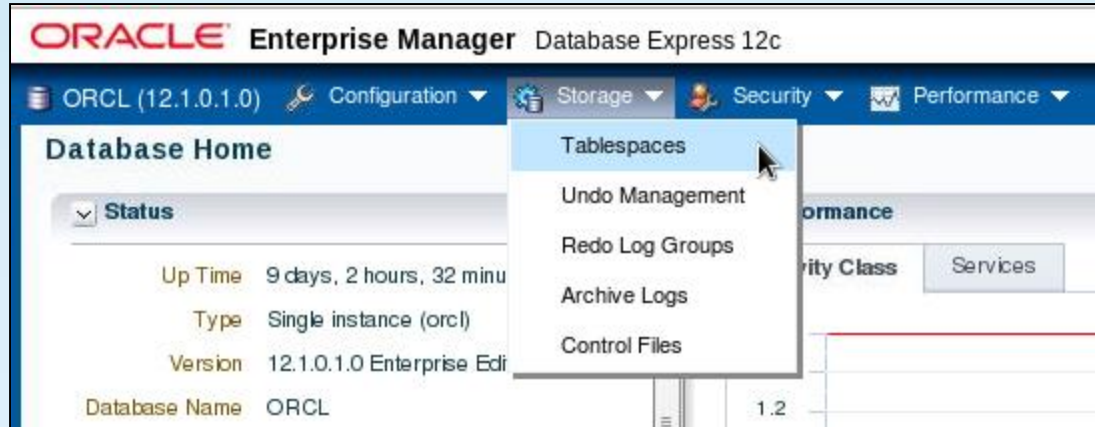 ORACLE Enterprise Manager Database Express 12c
ORCL (12.1.0.1.0) Configuration Storage Security Performance
Database Home
Tablespaces
Undo Management
Redo Log Groups
Archive Logs
Control Files
Status
Up Time 9 days, 2 hours, 32 minu
Type Single instance (orcl)
Version 12.1.0.1.0 Enterprise Edi
Database Name ORCL
ormance
ity Class Services
1.2